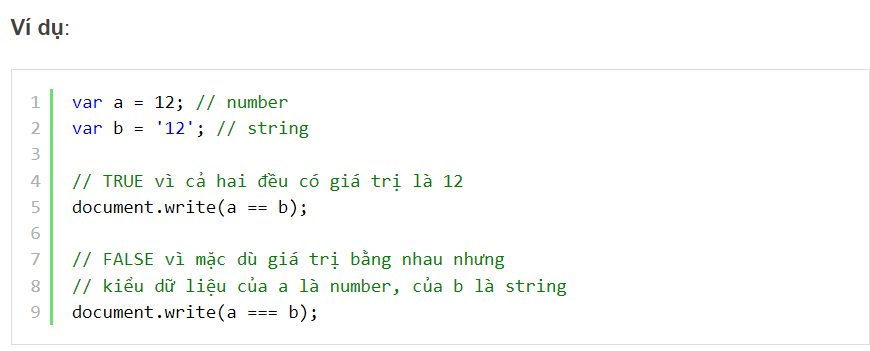 Ví dụ:
1 var a = 12; // number
2 var b = '12'; // string
3
4 // TRUE vì cả hai đều có giá trị là 12
5 document.write(a == b);
6
7 // FALSE vì mặc dù giá trị bằng nhau nhưng
8 // kiểu dữ liệu của a là number, của b là string
9 document.write(a === b);